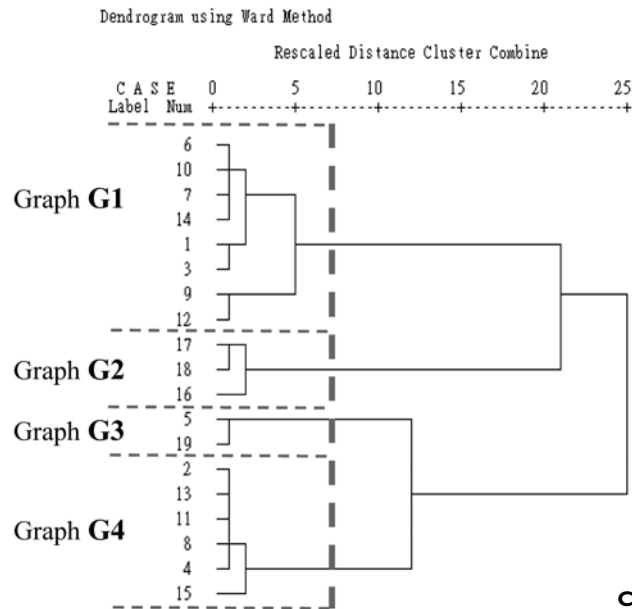 Dendrogram using Ward Method
Rescaled Distance Cluster Combine
C A S E 0 5 10 15 20 25
Label Num
6
10
Graph G1
7
14
1
3
9
12
17
Graph G2
18
16
5
Graph G3
19
2
13
11
Graph G4
8
4
15